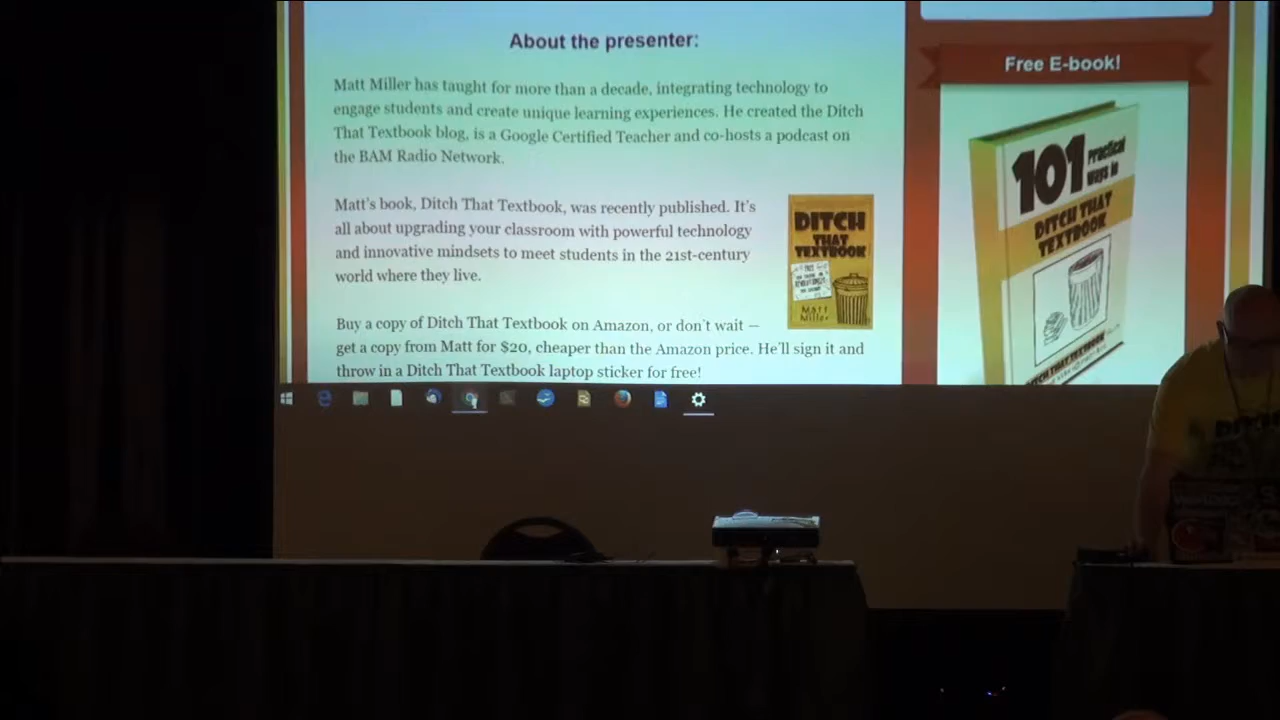 About the presenter:
Matt Miller has taught for more than a decade, integrating technology to
engage students and create unique learning experiences. He created the Ditch
That Textbook blog, is a Google Certified Teacher and co-hosts a podcast on
the BAM Radio Network.
Matt's book, Ditch That Textbook, was recently published. It's
all about upgrading your classroom with powerful technology
and innovative mindsets to meet students in the 21st-century
world where they live.
Buy a copy of Ditch That Textbook on Amazon, or don't wait —
get a copy from Matt for $20, cheaper than the Amazon price. He'll sign it and
throw in a Ditch That Textbook laptop sticker for free!
DITCH
THAT
TEXTBOOK
Matt
Miller
Free E-book!
101 Practical
Ways to
DITCH THAT
TEXTBOOK
DITCH THAT TEXTBOOK